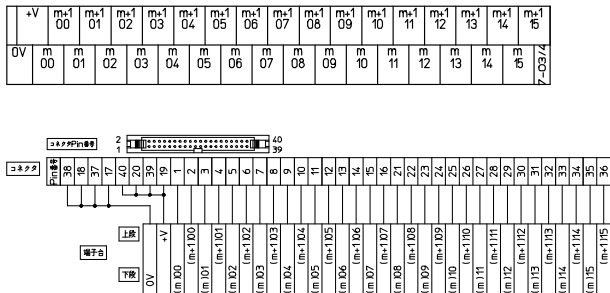 +V m+1 00 m+1 01 m+1 02 m+1 03 m+1 04 m+1 05 m+1 06 m+1 07 m+1 08 m+1 09 m+1 10 m+1 11 m+1 12 m+1 13 m+1 14 m+1 15
0V m 00 m 01 m 02 m 03 m 04 m 05 m 06 m 07 m 08 m 09 m 10 m 11 m 12 m 13 m 14 m 15
コネクタPin番号
2 40
1 39
コネクタ
Pin番号 38 18 37 17 40 20 39 19 1 2 3 4 5 6 7 8 9 10 11 12 13 14 15 16 21 22 23 24 25 26 27 28 29 30 31 32 33 34 35 36
上段
端子台
下段
0V +V (m)00 (m+1)00 (m)01 (m+1)01 (m)02 (m+1)02 (m)03 (m+1)03 (m)04 (m+1)04 (m)05 (m+1)05 (m)06 (m+1)06 (m)07 (m+1)07 (m)08 (m+1)08 (m)09 (m+1)09 (m)10 (m+1)10 (m)11 (m+1)11 (m)12 (m+1)12 (m)13 (m+1)13 (m)14 (m+1)14 (m)15 (m+1)15